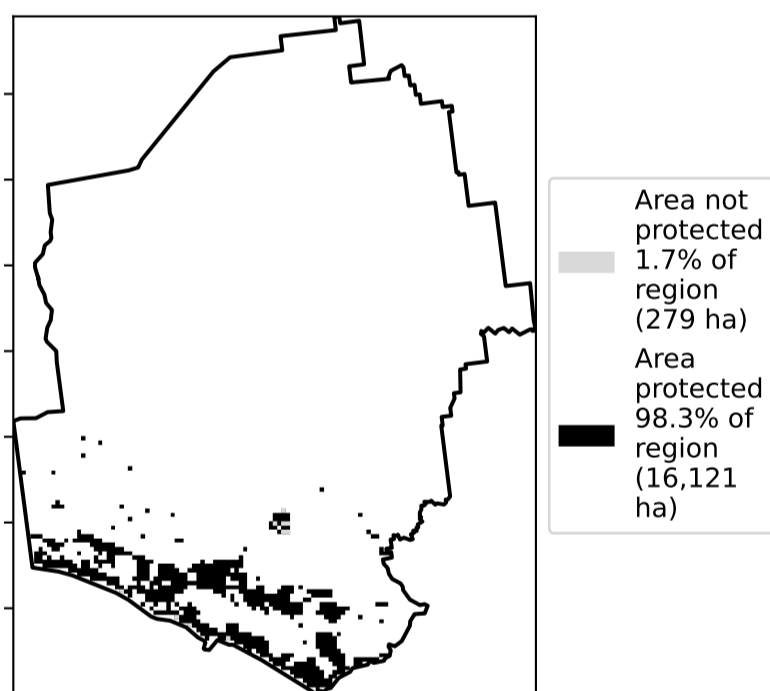 Area not
protected
1.7% of
region
(279 ha)
Area
protected
98.3% of
region
(16,121
ha)